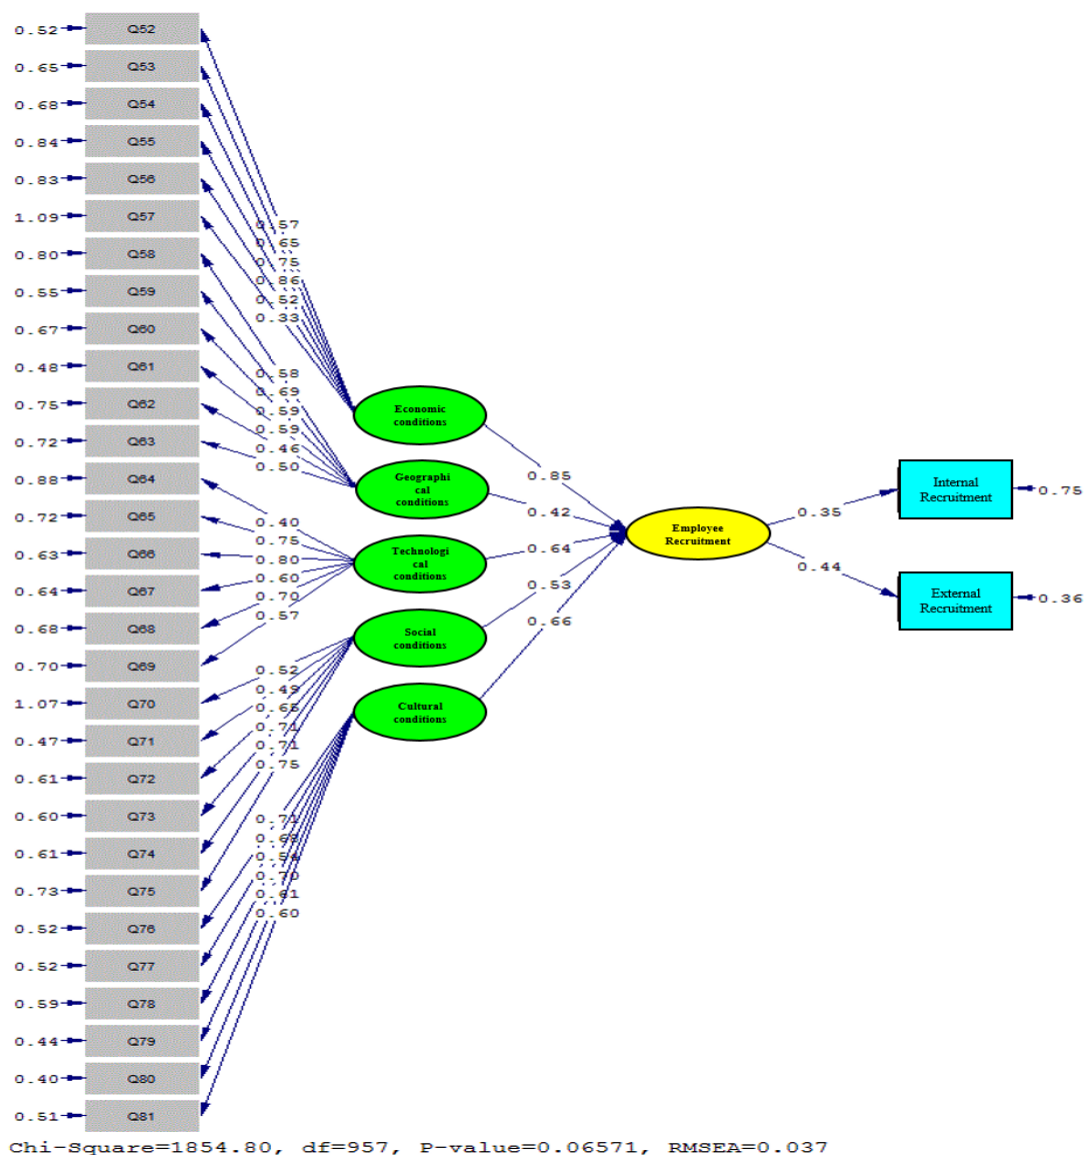 0.52 Q52
0.65 Q53
0.68 Q54
0.84 Q55
0.83 Q56
1.09 Q57
0.80 Q58
0.55 Q59
0.67 Q60
0.48 Q61
0.75 Q62
0.72 Q63
0.88 Q64
0.72 Q65
0.63 Q66
0.64 Q67
0.68 Q68
0.70 Q69
1.07 Q70
0.47 Q71
0.61 Q72
0.60 Q73
0.61 Q74
0.73 Q75
0.52 Q76
0.52 Q77
0.59 Q78
0.44 Q79
0.40 Q80
0.51 Q81
0.57
0.65
0.75
0.86
0.52
0.33
0.58
0.69
0.59
0.59
0.46
0.50
0.40
0.75
0.80
0.60
0.70
0.57
0.52
0.49
0.65
0.71
0.71
0.75
0.71
0.68
0.54
0.70
0.61
0.60
Economic
conditions
Geographi
cal
conditions
Technologi
cal
conditions
Social
conditions
Cultural
conditions
0.85
0.42
0.64
0.53
0.66
Employee
Recruitment
0.35
0.44
Internal
Recruitment
0.75
External
Recruitment
0.36
Chi-Square=1854.80, df=957, P-value=0.06571, RMSEA=0.037